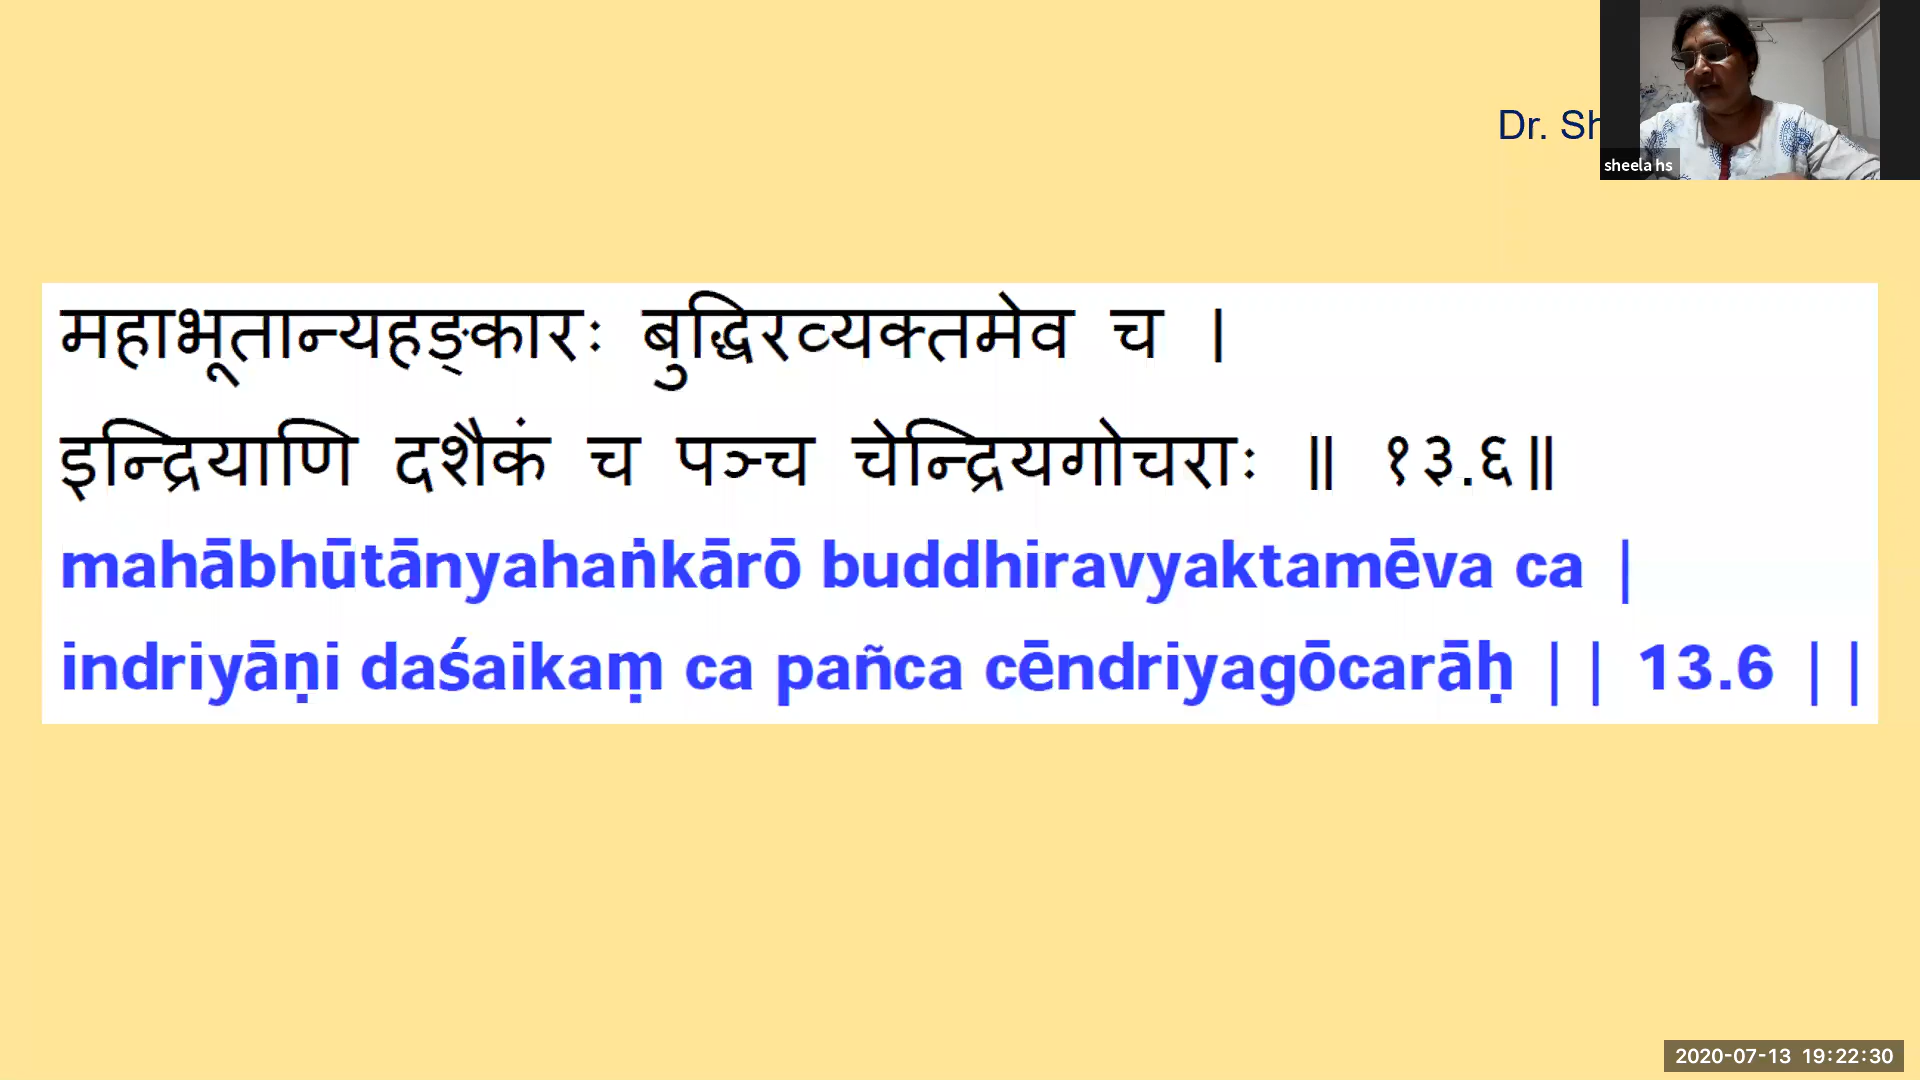 Dr. Sh
sheela hs
महाभूतान्यहङ्कारः बुद्धिरव्यक्तमेव च |
इन्द्रियाणि दशैकं च पञ्च चेन्द्रियगोचराः || १३.६||
mahābhūtānyahaṅkārō buddhiravyaktamēva ca |
indriyāṇi daśaikaṃ ca pañca cēndriyagōcarāḥ || 13.6 ||
2020-07-13 19:22:30